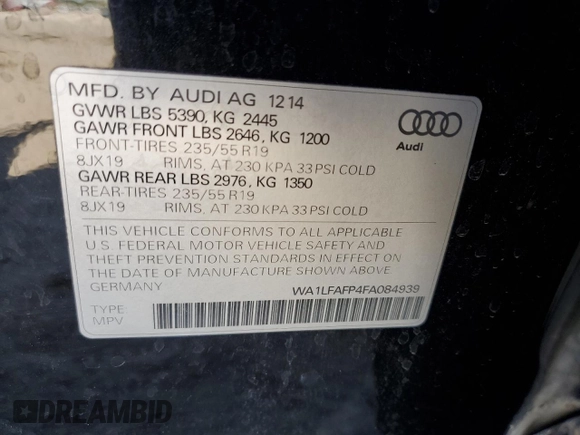 MFD. BY AUDI AG 12 14
GVWR LBS 5390, KG 2445
GAWR FRONT LBS 2646, KG 1200
FRONT-TIRES 235/55 R19
8JX19 RIMS, AT 230 KPA 33 PSI COLD
GAWR REAR LBS 2976, KG 1350
REAR-TIRES 235/55 R19
8JX19 RIMS, AT 230 KPA 33 PSI COLD
Audi
THIS VEHICLE CONFORMS TO ALL APPLICABLE
U.S. FEDERAL MOTOR VEHICLE SAFETY AND
THEFT PREVENTION STANDARDS IN EFFECT ON
THE DATE OF MANUFACTURE SHOWN ABOVE.
GERMANY
WA1LFAFP4FA084939
TYPE
MPV
DREAMBID